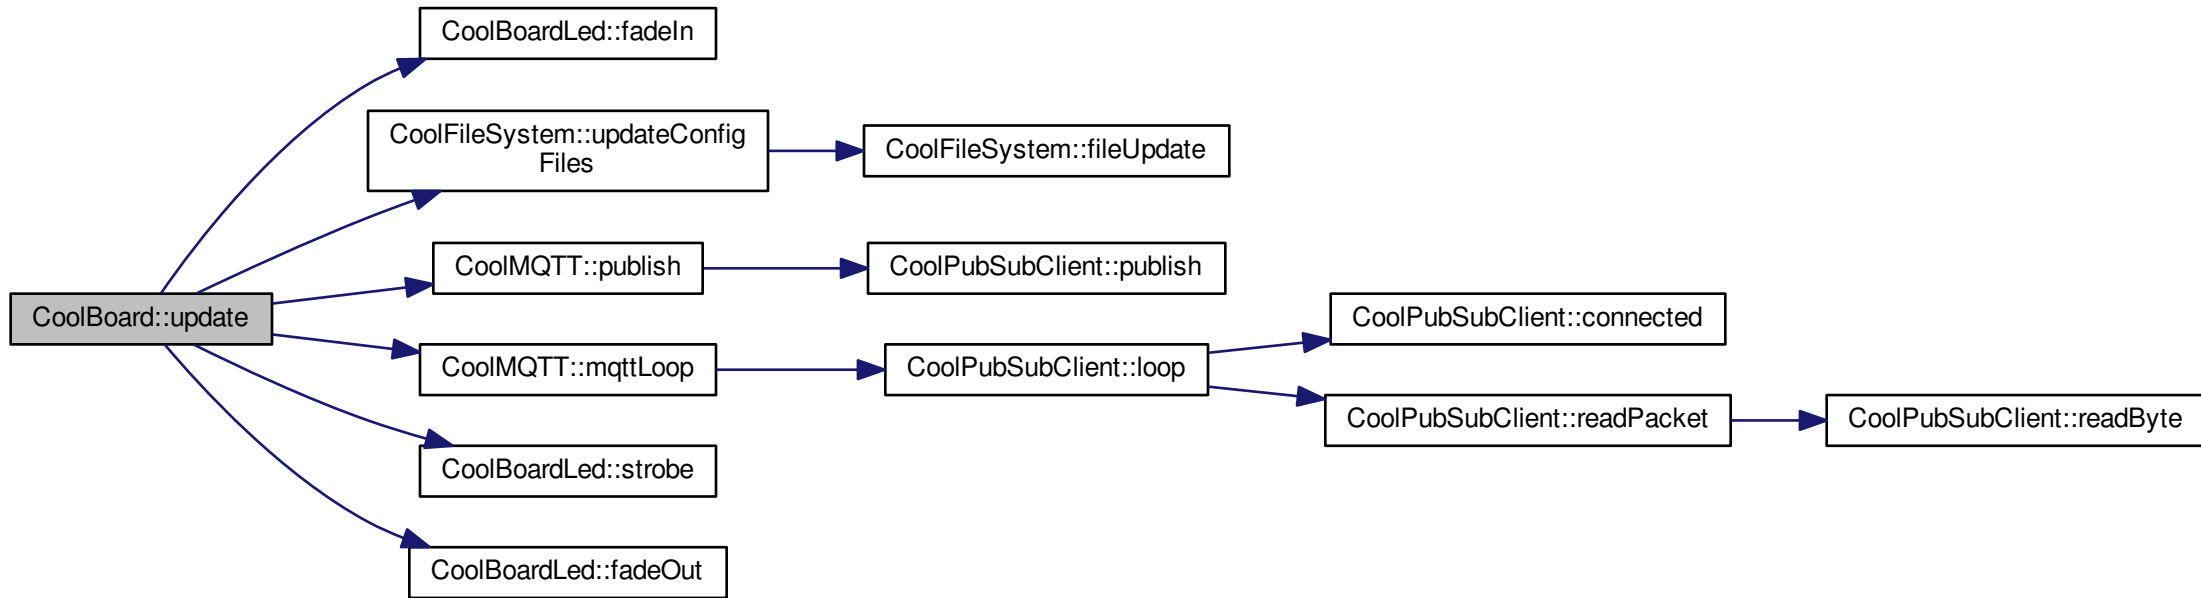 CoolBoard::update
CoolBoardLed::fadeIn
CoolFileSystem::updateConfig
Files
CoolFileSystem::fileUpdate
CoolMQTT::publish
CoolPubSubClient::publish
CoolMQTT::mqttLoop
CoolPubSubClient::loop
CoolPubSubClient::connected
CoolPubSubClient::readPacket
CoolPubSubClient::readByte
CoolBoardLed::strobe
CoolBoardLed::fadeOut